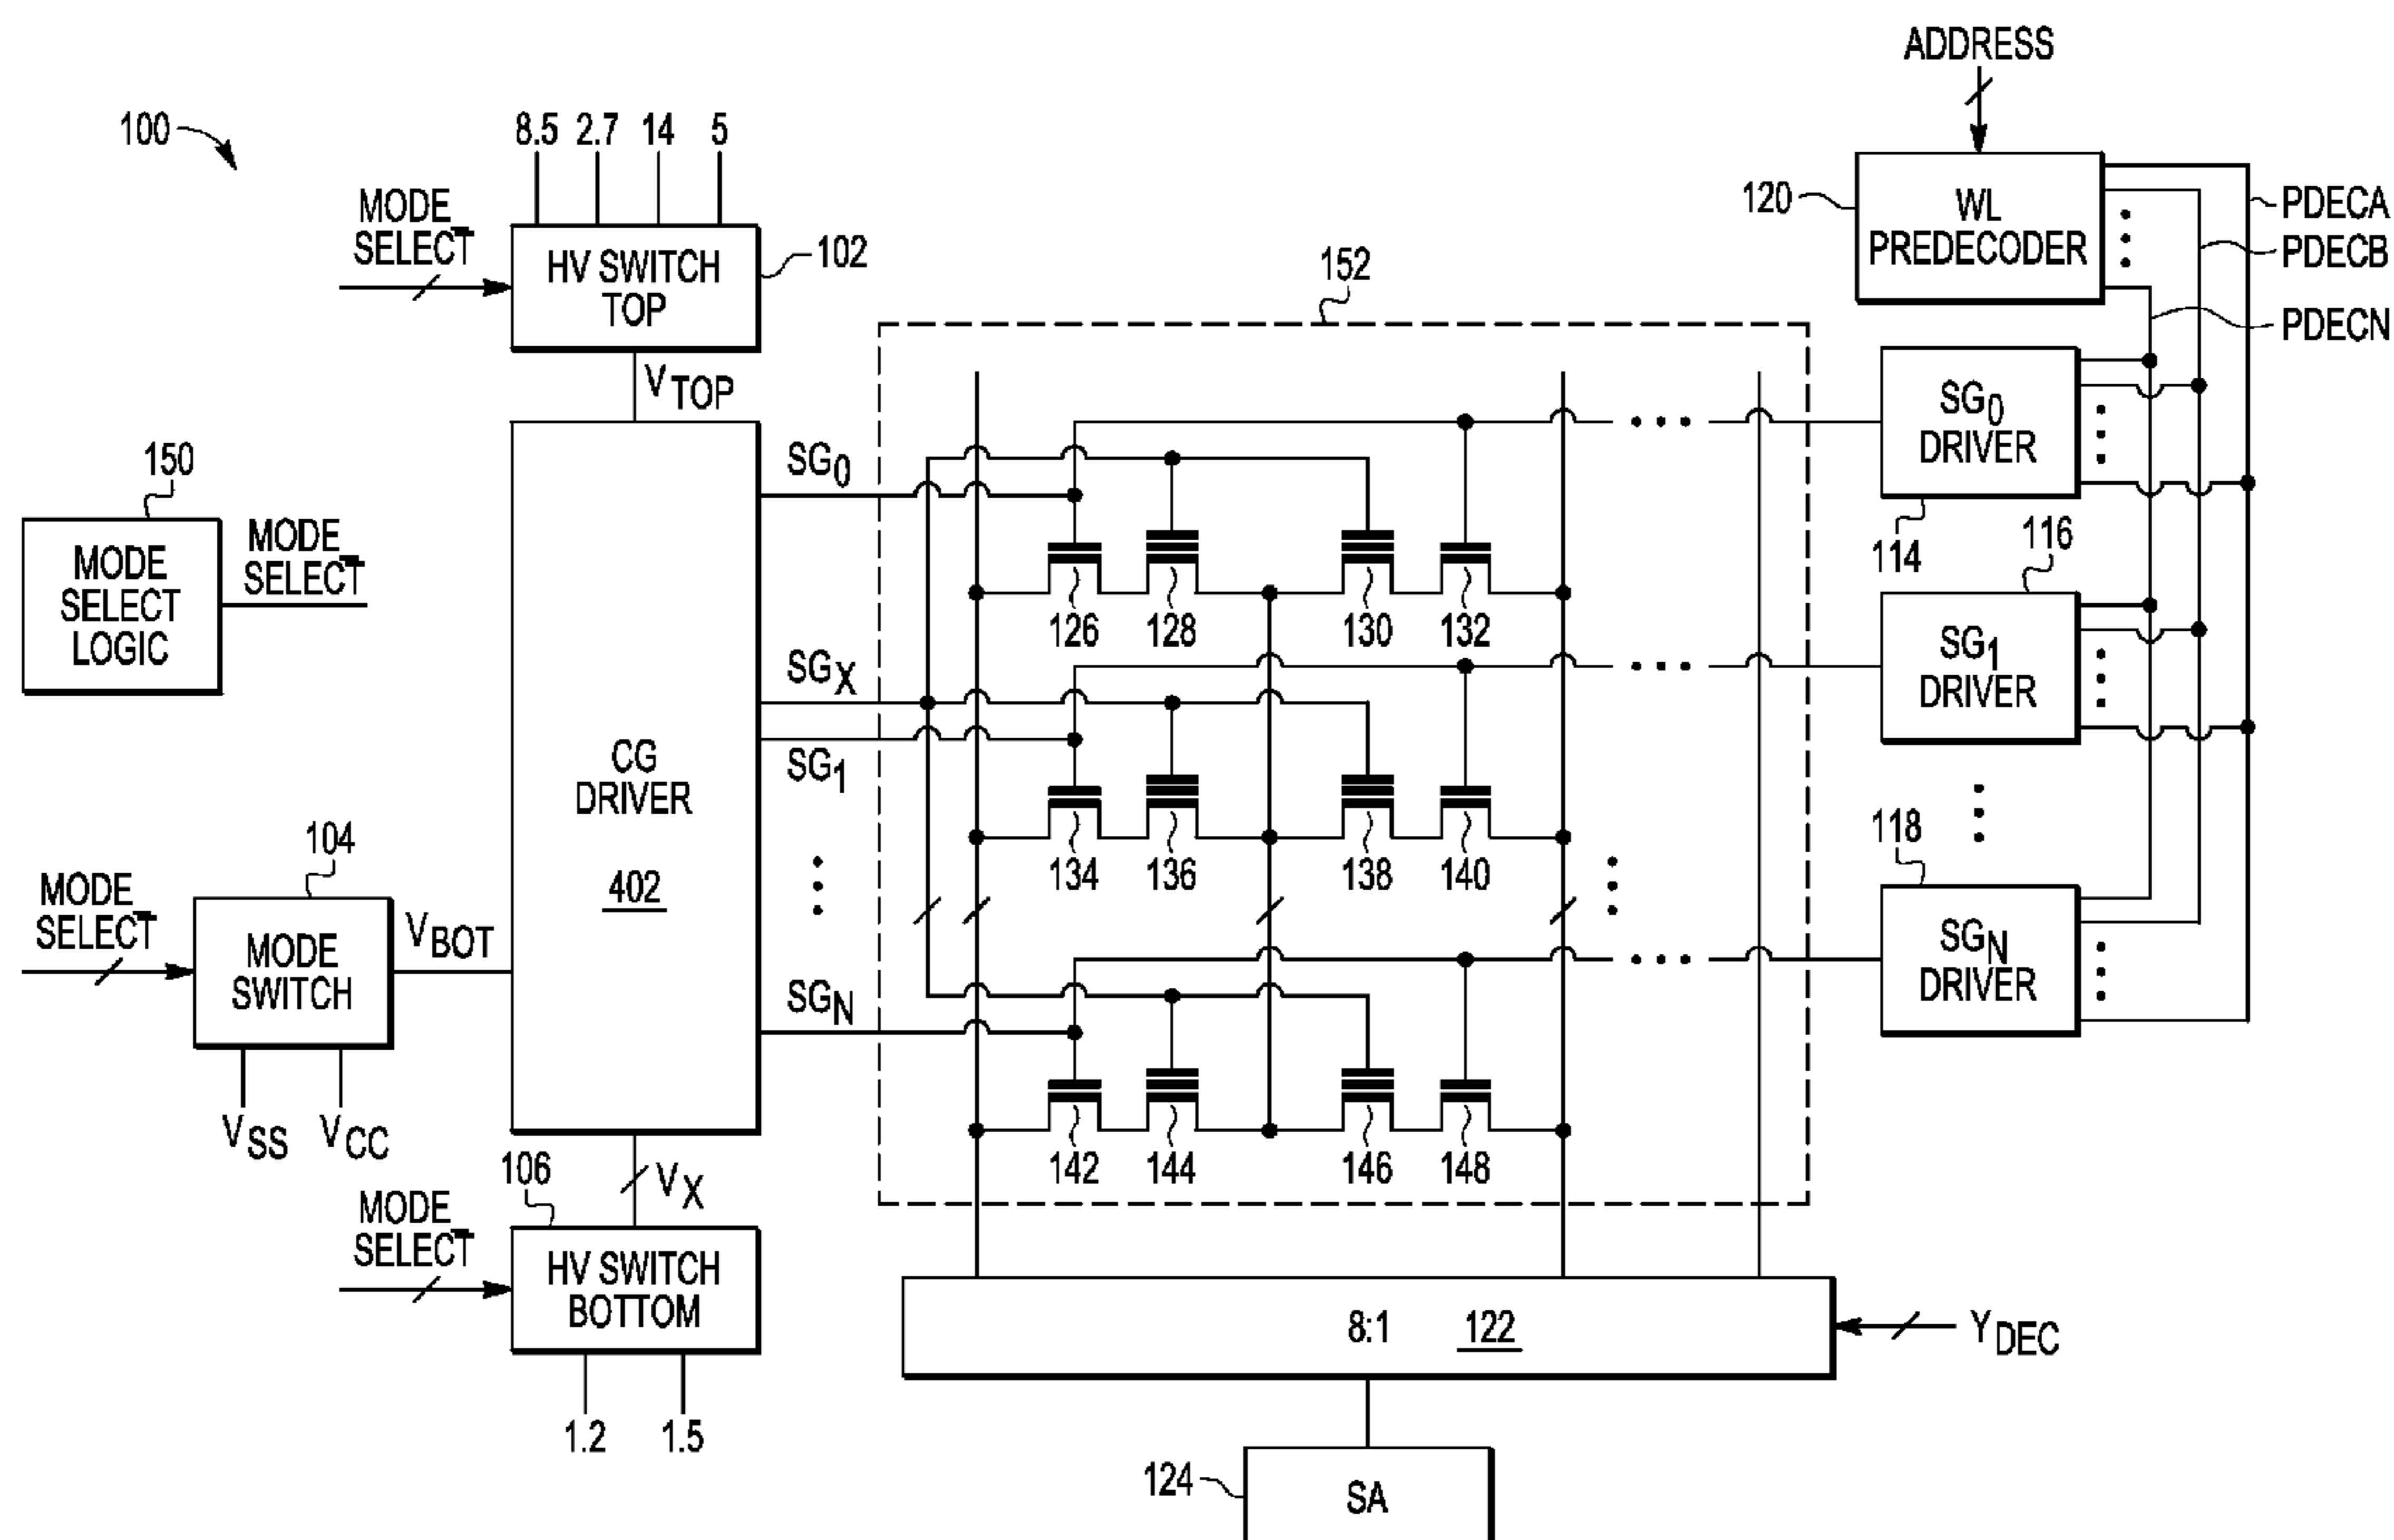 ADDRESS
100
8.5 2.7 14 5
MODE
SELECT
HV SWITCH
TOP
102
120
WL
PREDECODER
PDECA
PDECB
PDECN
152
VTOP
SG0
DRIVER
114
150
MODE
SELECT
LOGIC
MODE
SELECT
SG0
126 128 130 132
116
SG1
DRIVER
SGX
SG1
CG
DRIVER
402
134 136 138 140
118
SGN
DRIVER
104
MODE
SELECT
MODE
SWITCH
VBOT
VSS VCC
SGN
142 144 146 148
106
VX
MODE
SELECT
HV SWITCH
BOTTOM
1.2 1.5
8:1 122
YDEC
124
SA